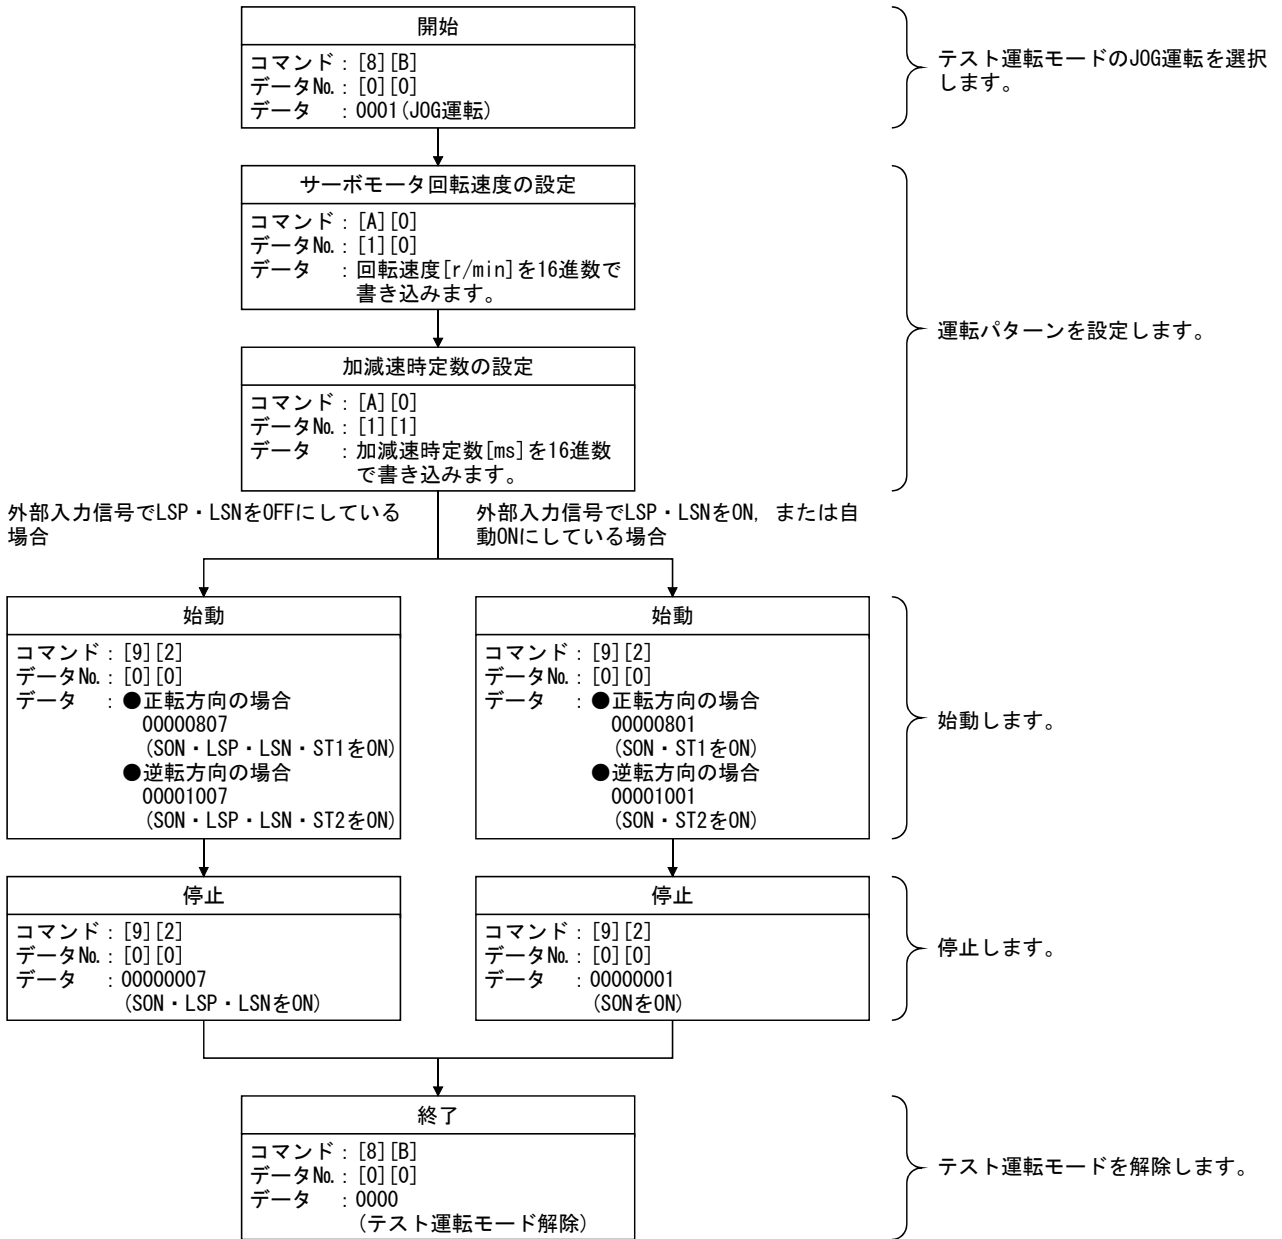 開始
コマンド：[8][B]
データ№：[0][0]
データ　：0001(JOG運転)
テスト運転モードのJOG運転を選択
します。
サーボモータ回転速度の設定
コマンド：[A][0]
データ№：[1][0]
データ　：回転速度[r/min]を16進数で
書き込みます。
加減速時定数の設定
コマンド：[A][0]
データ№：[1][1]
データ　：加減速時定数[ms]を16進数
で書き込みます。
運転パターンを設定します。
外部入力信号でLSP・LSNをOFFにしている
場合
外部入力信号でLSP・LSNをON，または自
動ONにしている場合
始動
コマンド：[9][2]
データ№：[0][0]
データ　：●正転方向の場合
00000807
(SON・LSP・LSN・ST1をON)
●逆転方向の場合
00001007
(SON・LSP・LSN・ST2をON)
始動
コマンド：[9][2]
データ№：[0][0]
データ　：●正転方向の場合
00000801
(SON・ST1をON)
●逆転方向の場合
00001001
(SON・ST2をON)
始動します。
停止
コマンド：[9][2]
データ№：[0][0]
データ　：00000007
(SON・LSP・LSNをON)
停止
コマンド：[9][2]
データ№：[0][0]
データ　：00000001
(SONをON)
停止します。
終了
コマンド：[8][B]
データ№：[0][0]
データ　：0000
(テスト運転モード解除)
テスト運転モードを解除します。